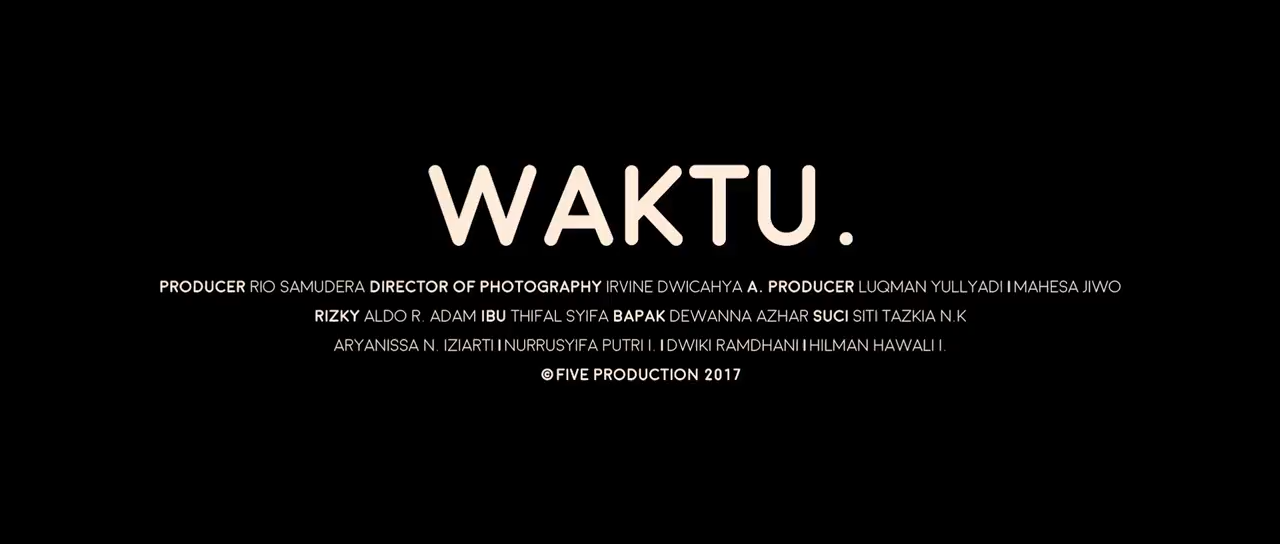 WAKTU.
PRODUCER RIO SAMUDERA DIRECTOR OF PHOTOGRAPHY IRVINE DWICAHYA A. PRODUCER LUQMAN YULLYADI I MAHESA JIWO
RIZKY ALDO R. ADAM IBU THIFAL SYIFA BAPAK DEWANNA AZHAR SUCI SITI TAZKIA N.K
ARYANISSA N. IZIARTI I NURRUSYIFA PUTRI I. I DWIKI RAMDHANI I HILMAN HAWALI I.
© FIVE PRODUCTION 2017